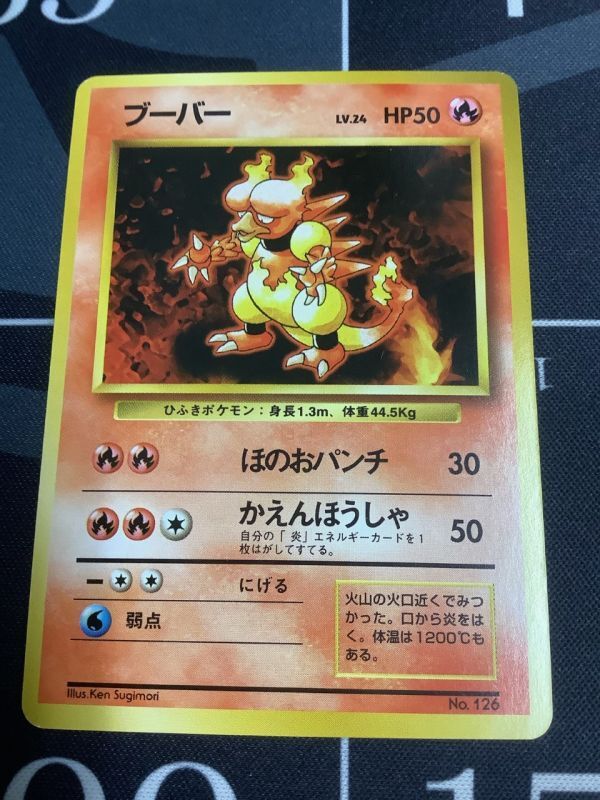 ブーバー LV.24 HP50
ひふきポケモン：身長1.3m、体重44.5Kg
ほのおパンチ 30
かえんほうしゃ 50
自分の「炎」エネルギーカードを1
枚はがしてすてる。
にげる
弱点
火山の火口近くでみつ
かった。口から炎をは
く。体温は1200℃も
ある。
Illus.Ken Sugimori
No. 126